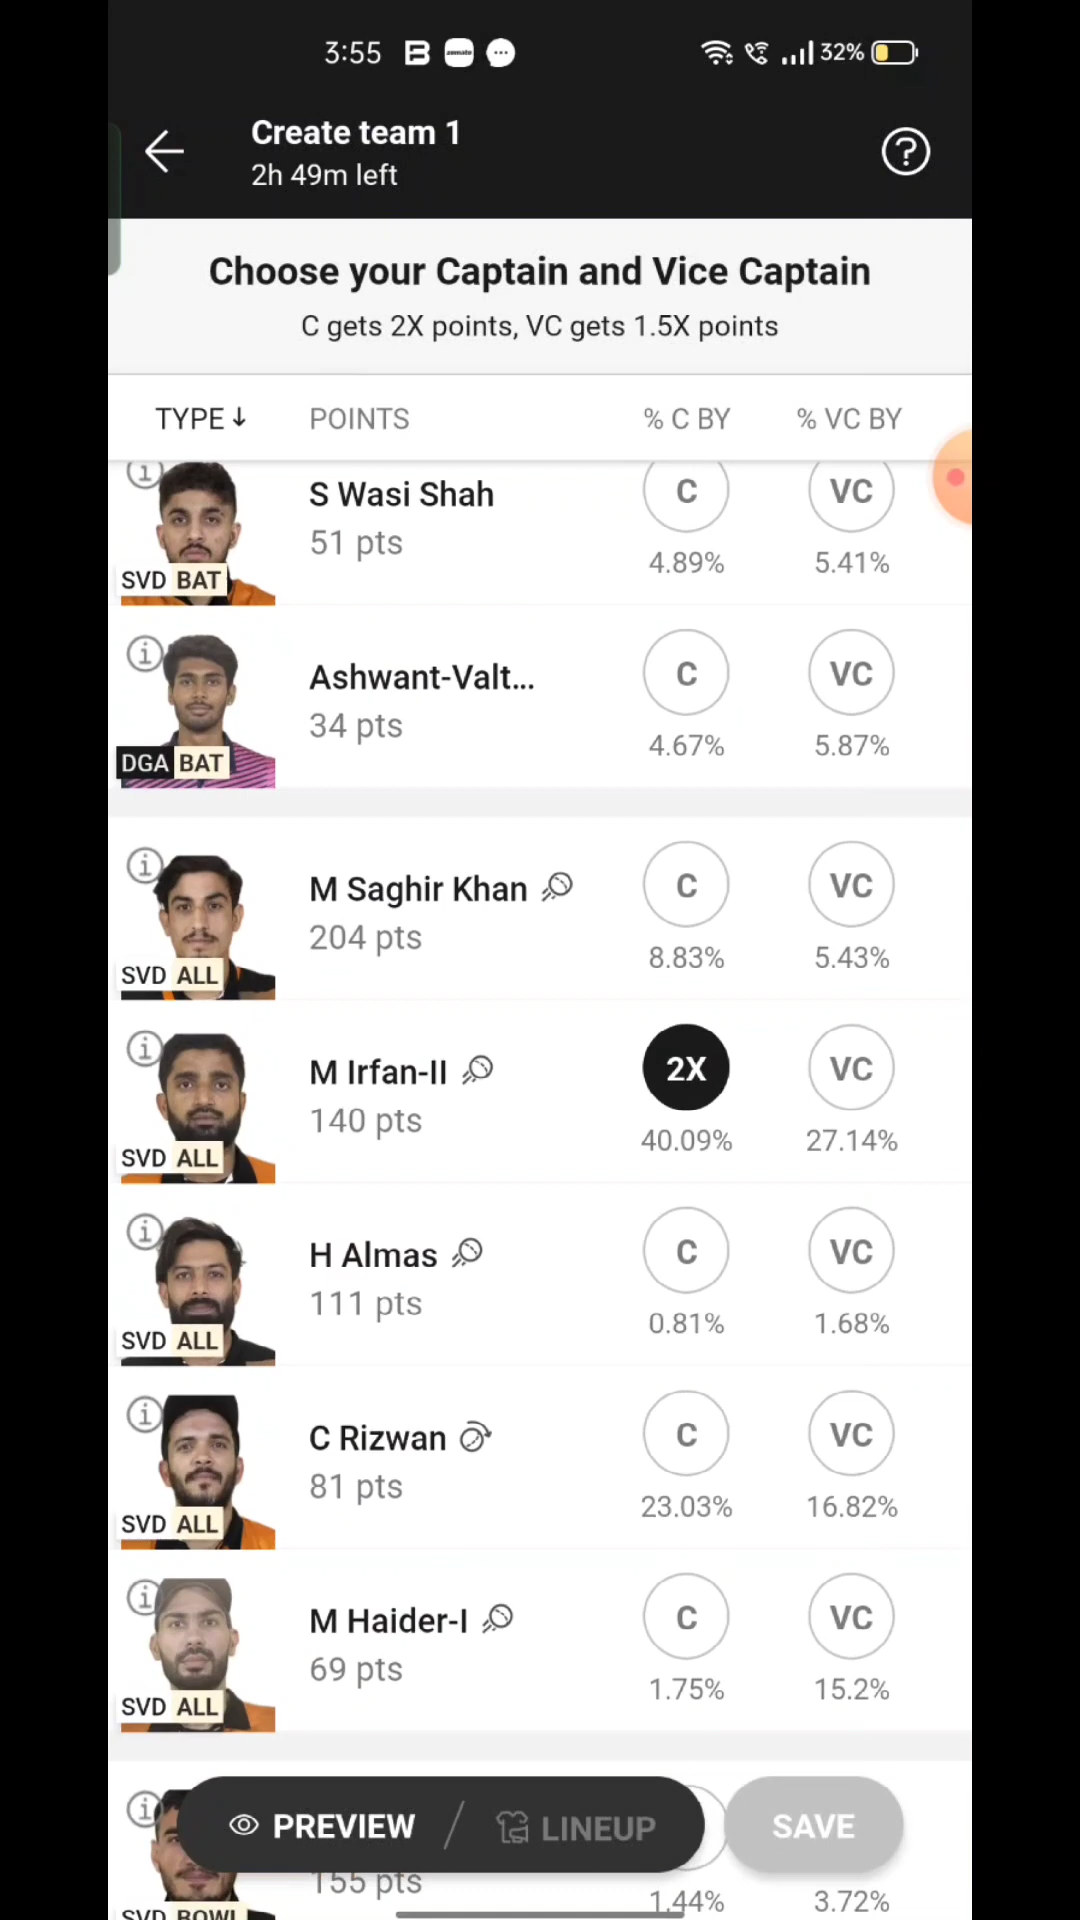 3:55 zomato 32%
Create team 1
2h 49m left
Choose your Captain and Vice Captain
C gets 2X points, VC gets 1.5X points
TYPE↓ POINTS % C BY % VC BY
S Wasi Shah C VC
51 pts 4.89% 5.41%
SVD BAT
Ashwant-Valt... C VC
34 pts 4.67% 5.87%
DGA BAT
M Saghir Khan C VC
204 pts 8.83% 5.43%
SVD ALL
M Irfan-II 2X VC
140 pts 40.09% 27.14%
SVD ALL
H Almas C VC
111 pts 0.81% 1.68%
SVD ALL
C Rizwan C VC
81 pts 23.03% 16.82%
SVD ALL
M Haider-I C VC
69 pts 1.75% 15.2%
SVD ALL
PREVIEW / LINEUP SAVE
155 pts 1.44% 3.72%
SVD BOWL